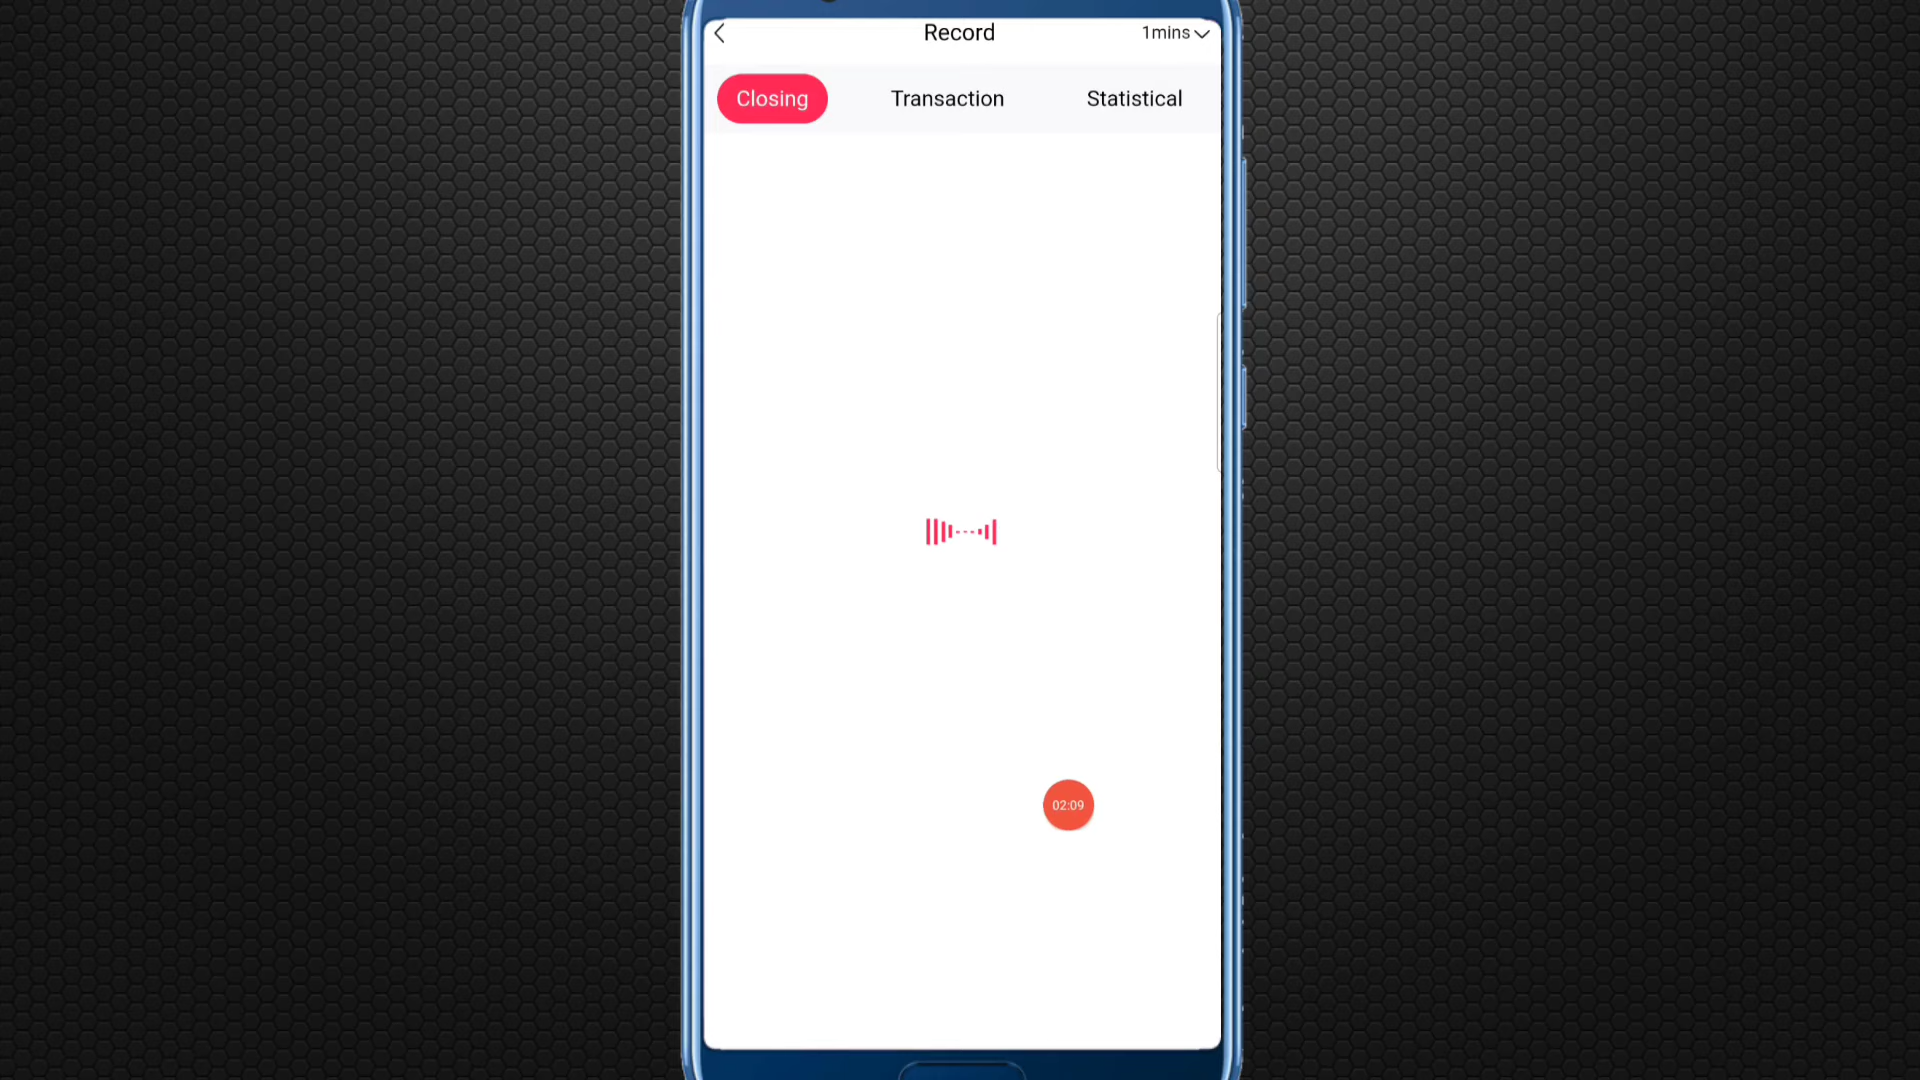 Record
1mins
Closing
Transaction
Statistical
02:09